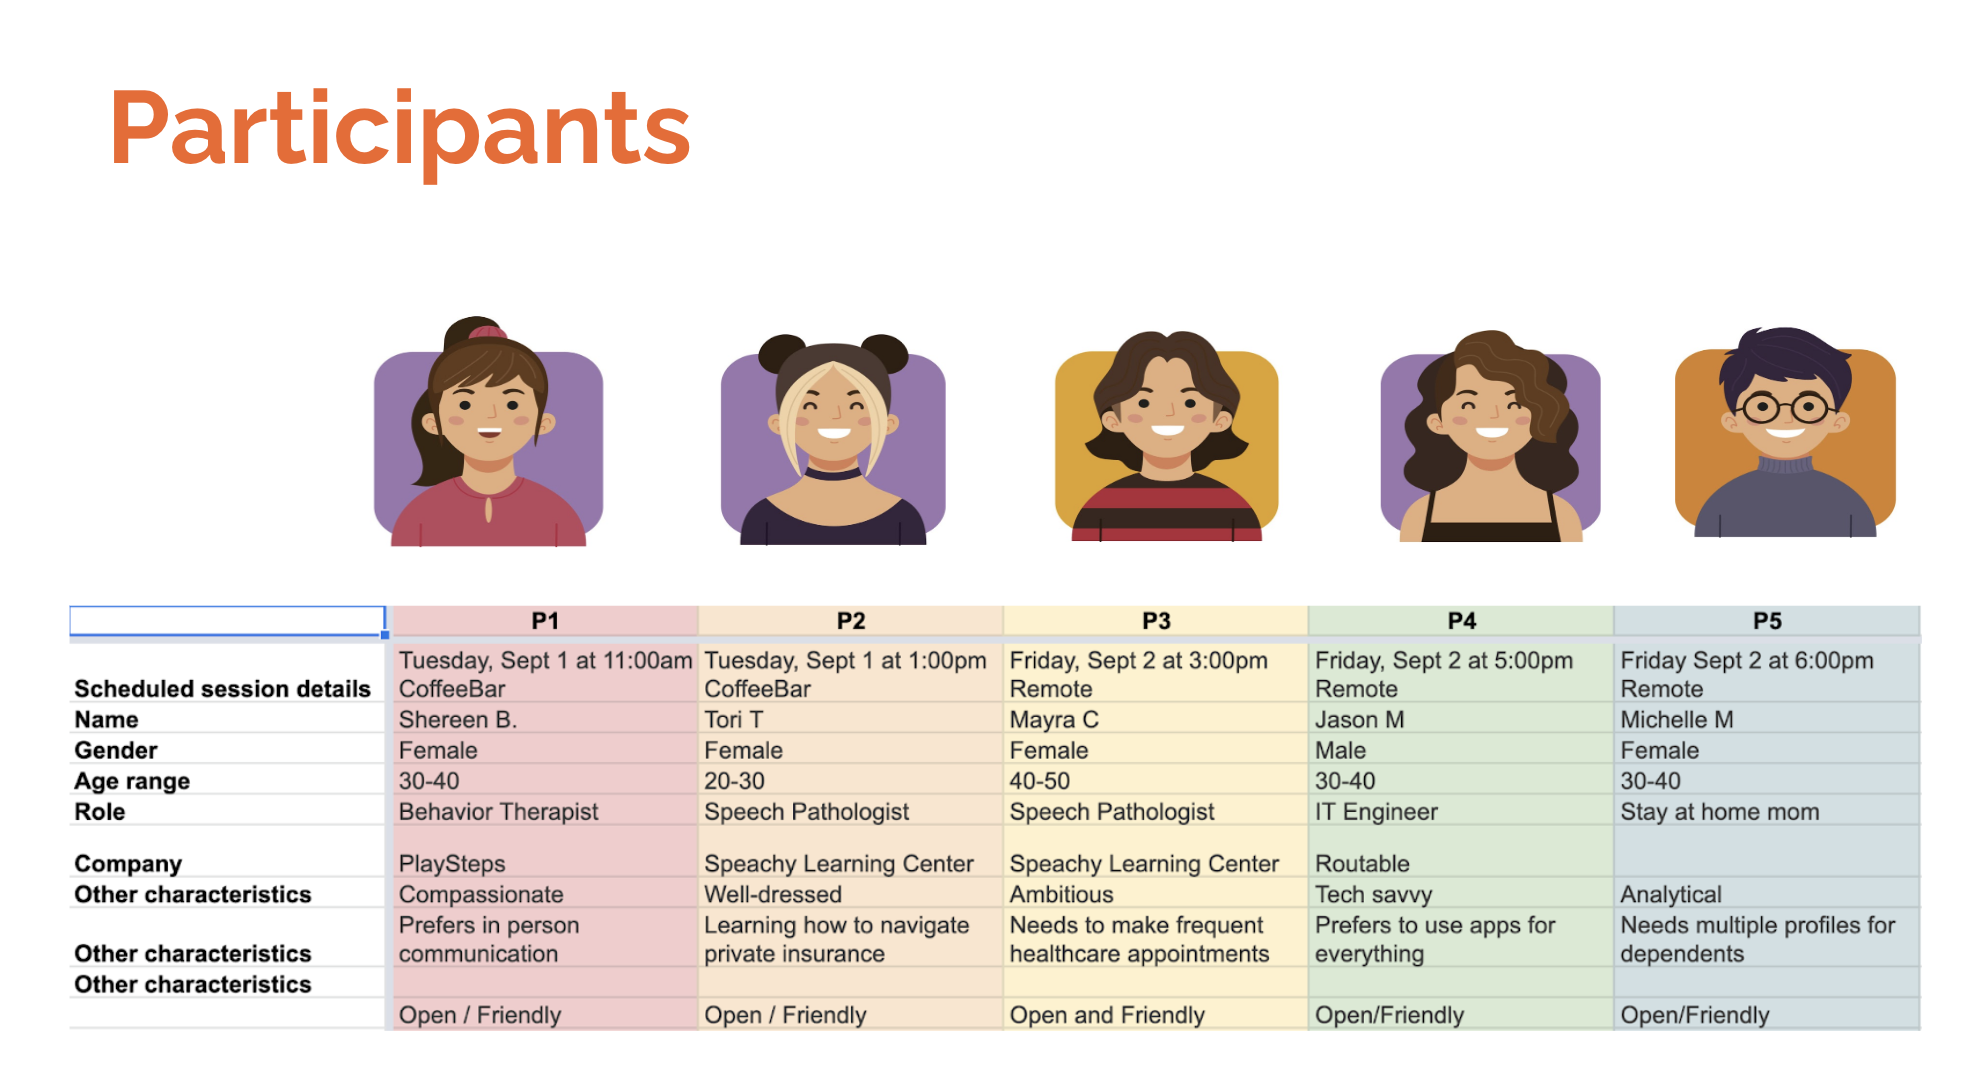 Participants
P1 P2 P3 P4 P5
Tuesday, Sept 1 at 11:00am Tuesday, Sept 1 at 1:00pm Friday, Sept 2 at 3:00pm Friday, Sept 2 at 5:00pm Friday Sept 2 at 6:00pm
Scheduled session details CoffeeBar CoffeeBar Remote Remote Remote
Name Shereen B. Tori T Mayra C Jason M Michelle M
Gender Female Female Female Male Female
Age range 30-40 20-30 40-50 30-40 30-40
Role Behavior Therapist Speech Pathologist Speech Pathologist IT Engineer Stay at home mom
Company PlaySteps Speachy Learning Center Speachy Learning Center Routable
Other characteristics Compassionate Well-dressed Ambitious Tech savvy Analytical
Prefers in person Learning how to navigate Needs to make frequent Prefers to use apps for Needs multiple profiles for
Other characteristics communication private insurance healthcare appointments everything dependents
Other characteristics
Open / Friendly Open / Friendly Open and Friendly Open/Friendly Open/Friendly